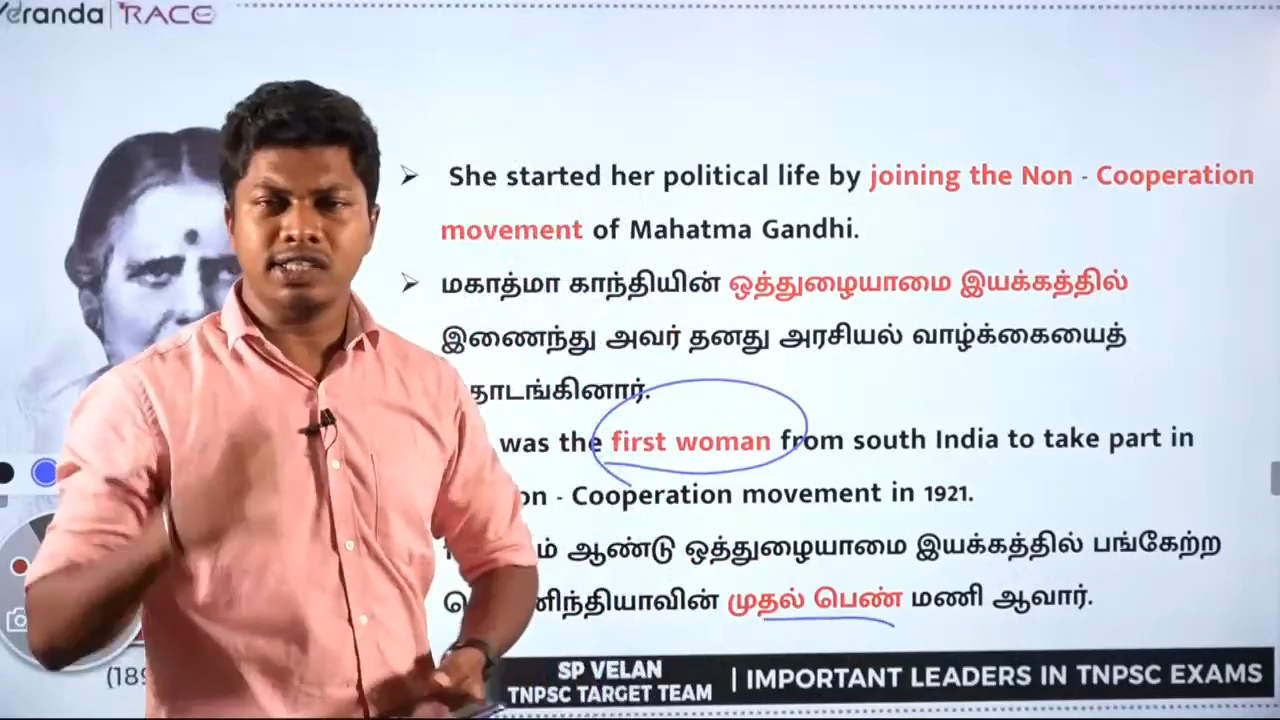 Veranda RACE
She started her political life by joining the Non - Cooperation
movement of Mahatma Gandhi.
மகாத்மா காந்தியின் ஒத்துழையாமை இயக்கத்தில்
இணைந்து அவர் தனது அரசியல் வாழ்க்கையைத்
was the first woman from south India to take part in
Cooperation movement in 1921.
ஆண்டு ஒத்துழையாமை இயக்கத்தில் பங்கேற்ற
முதல் பெண் மணி ஆவார்.
SP VELAN
TNPSC TARGET TEAM
IMPORTANT LEADERS IN TNPSC EXAMS